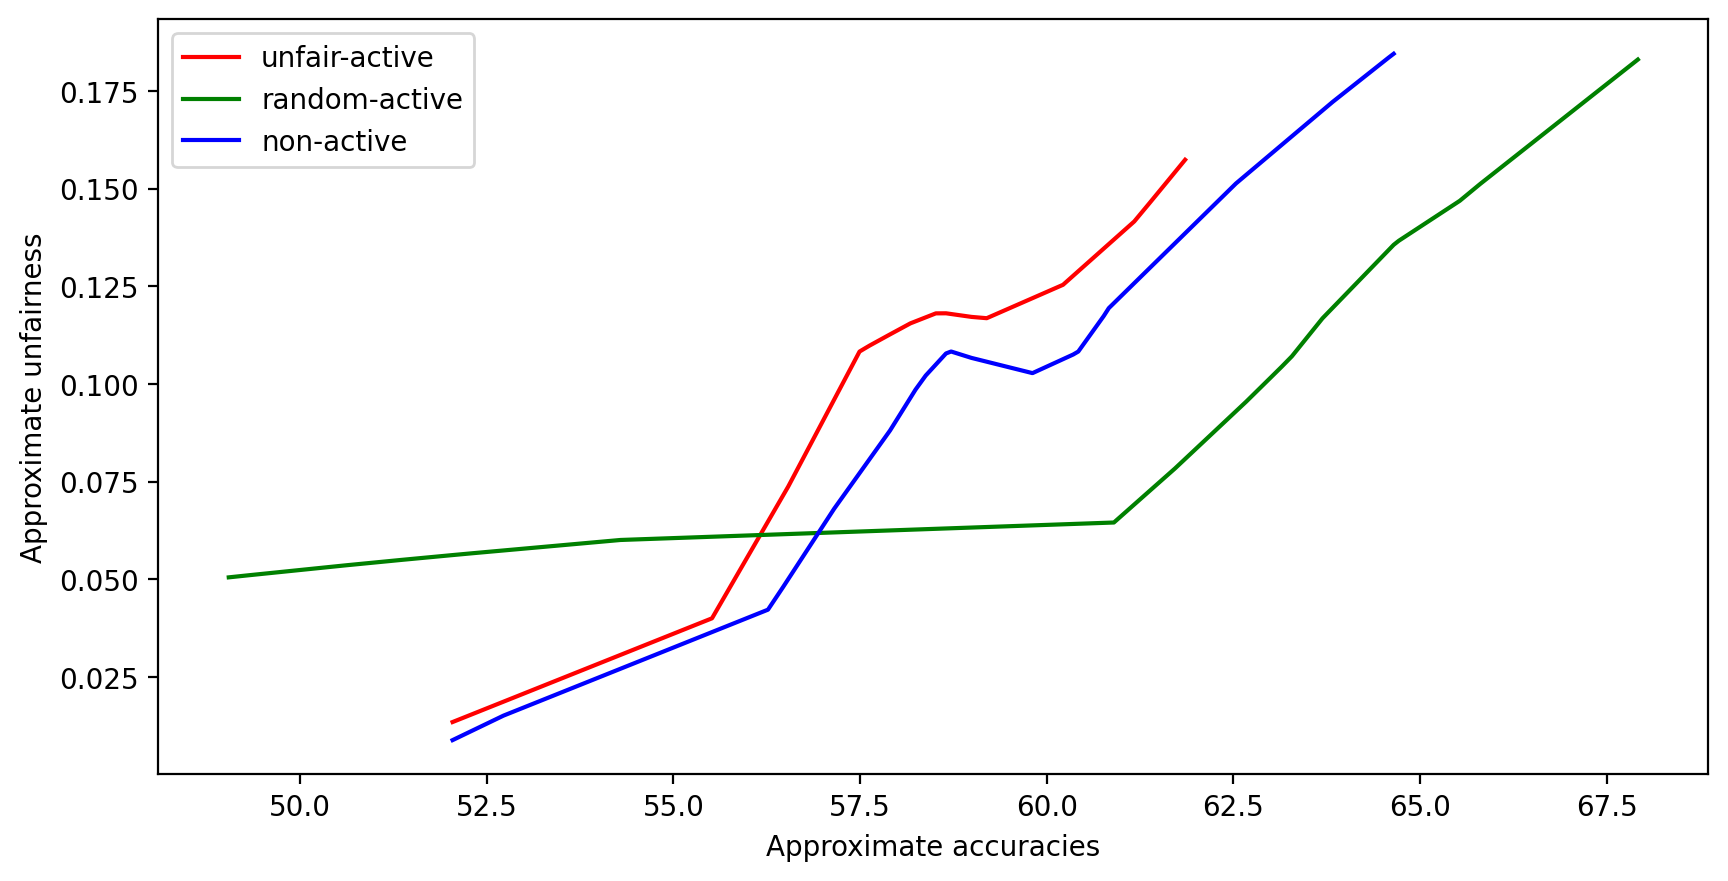 unfair-active
random-active
non-active
0.175
0.150
0.125
0.100
0.075
0.050
0.025
Approximate unfairness
50.0 52.5 55.0 57.5 60.0 62.5 65.0 67.5
Approximate accuracies